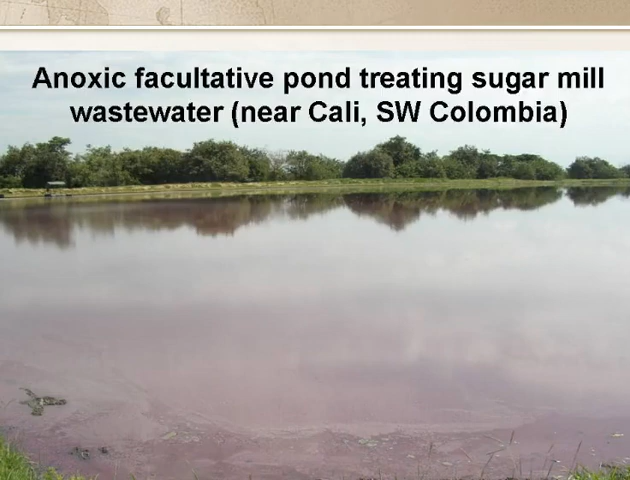 Anoxic facultative pond treating sugar mill
wastewater (near Cali, SW Colombia)